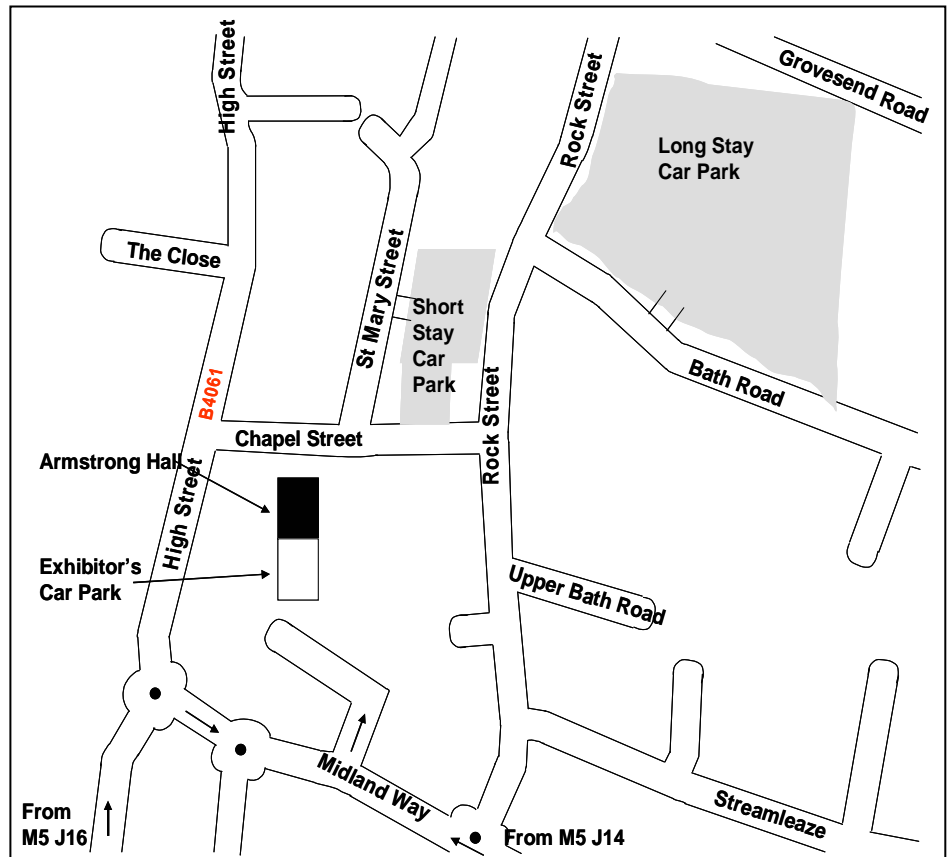 High Street
Rock Street
Grovesend Road
Long Stay
Car Park
The Close
St Mary Street
Short
Stay
Car
Park
B4061
Bath Road
Chapel Street
Rock Street
Armstrong Hall
High Street
Exhibitor's
Car Park
Upper Bath Road
Midland Way
Streamleaze
From
M5 J16
From M5 J14